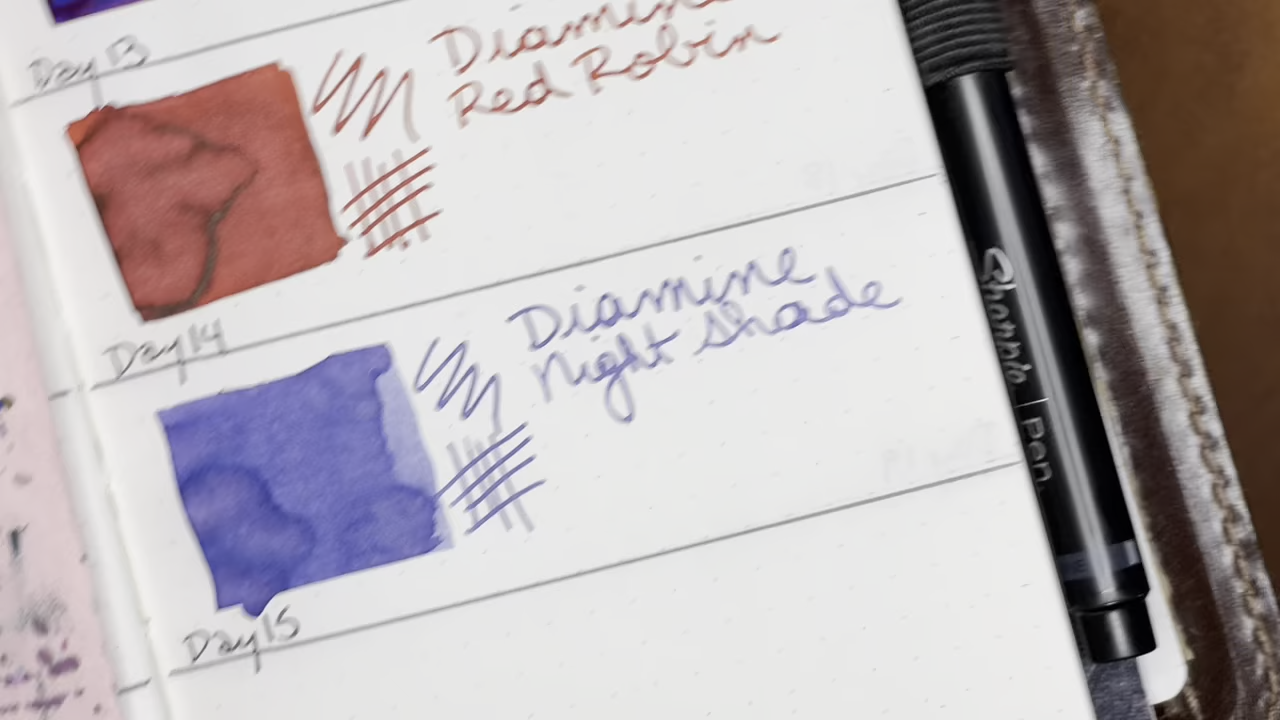 Day 13
Diamine
Red Robin
Day 14
Diamine
Night Shade
Day 15
Sharpie | Pen